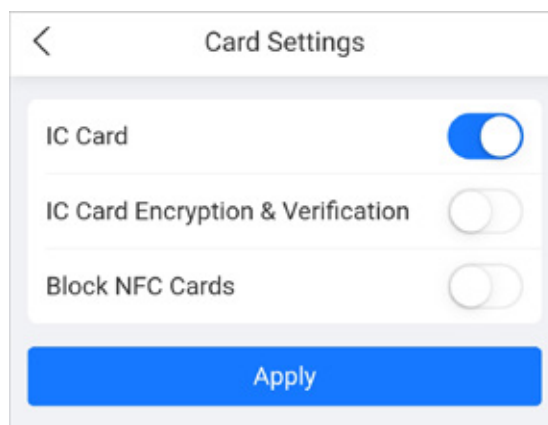 Card Settings
IC Card
IC Card Encryption & Verification
Block NFC Cards
Apply